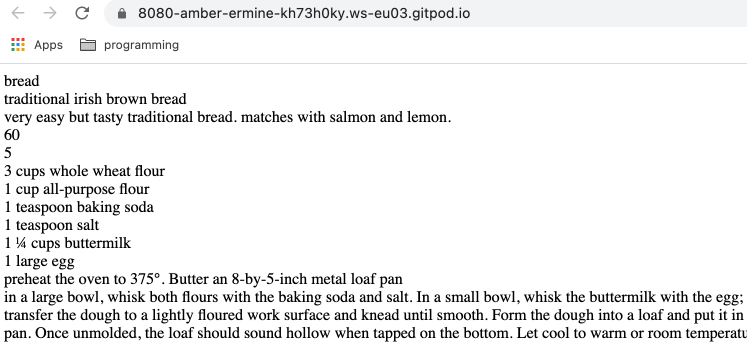 8080-amber-ermine-kh73h0ky.ws-eu03.gitpod.io
Apps programming
bread
traditional irish brown bread
very easy but tasty traditional bread. matches with salmon and lemon.
60
5
3 cups whole wheat flour
1 cup all-purpose flour
1 teaspoon baking soda
1 teaspoon salt
1 ¼ cups buttermilk
1 large egg
preheat the oven to 375°. Butter an 8-by-5-inch metal loaf pan
in a large bowl, whisk both flours with the baking soda and salt. In a small bowl, whisk the buttermilk with the egg;
transfer the dough to a lightly floured work surface and knead until smooth. Form the dough into a loaf and put it in
pan. Once unmolded, the loaf should sound hollow when tapped on the bottom. Let cool to warm or room